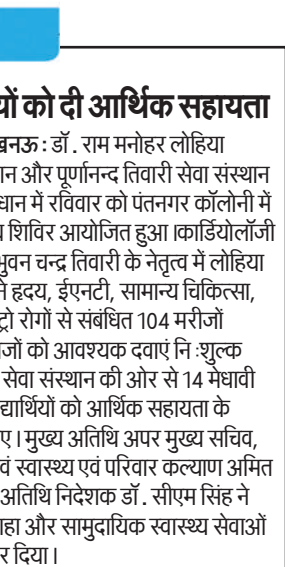 यों को दी आर्थिक सहायता
खनऊ : डॉ. राम मनोहर लोहिया
ान और पूर्णानन्द तिवारी सेवा संस्थान
धान में रविवार को पंतनगर कॉलोनी में
शिविर आयोजित हुआ ।कार्डियोलॉजी
भुवन चन्द्र तिवारी के नेतृत्व में लोहिया
ने हृदय, ईएनटी, सामान्य चिकित्सा,
ट्रो रोगों से संबंधित 104 मरीजों
जों को आवश्यक दवाएं नि :शुल्क
सेवा संस्थान की ओर से 14 मेधावी
द्यार्थियों को आर्थिक सहायता के
ए । मुख्य अतिथि अपर मुख्य सचिव,
वं स्वास्थ्य एवं परिवार कल्याण अमित
अतिथि निदेशक डॉ. सीएम सिंह ने
ाहा और सामुदायिक स्वास्थ्य सेवाओं
र दिया ।